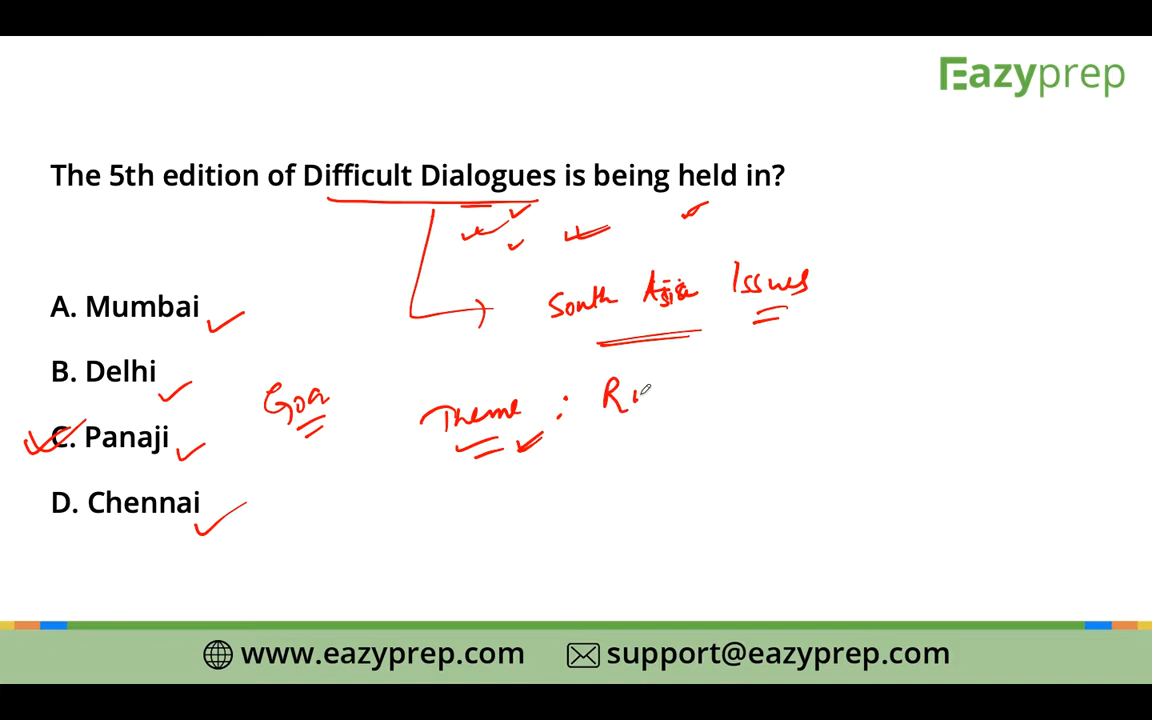 Eazyprep
The 5th edition of Difficult Dialogues is being held in?
South Asia Issues
A. Mumbai
B. Delhi
Goa
Theme : R
C. Panaji
D. Chennai
www.eazyprep.com support@eazyprep.com